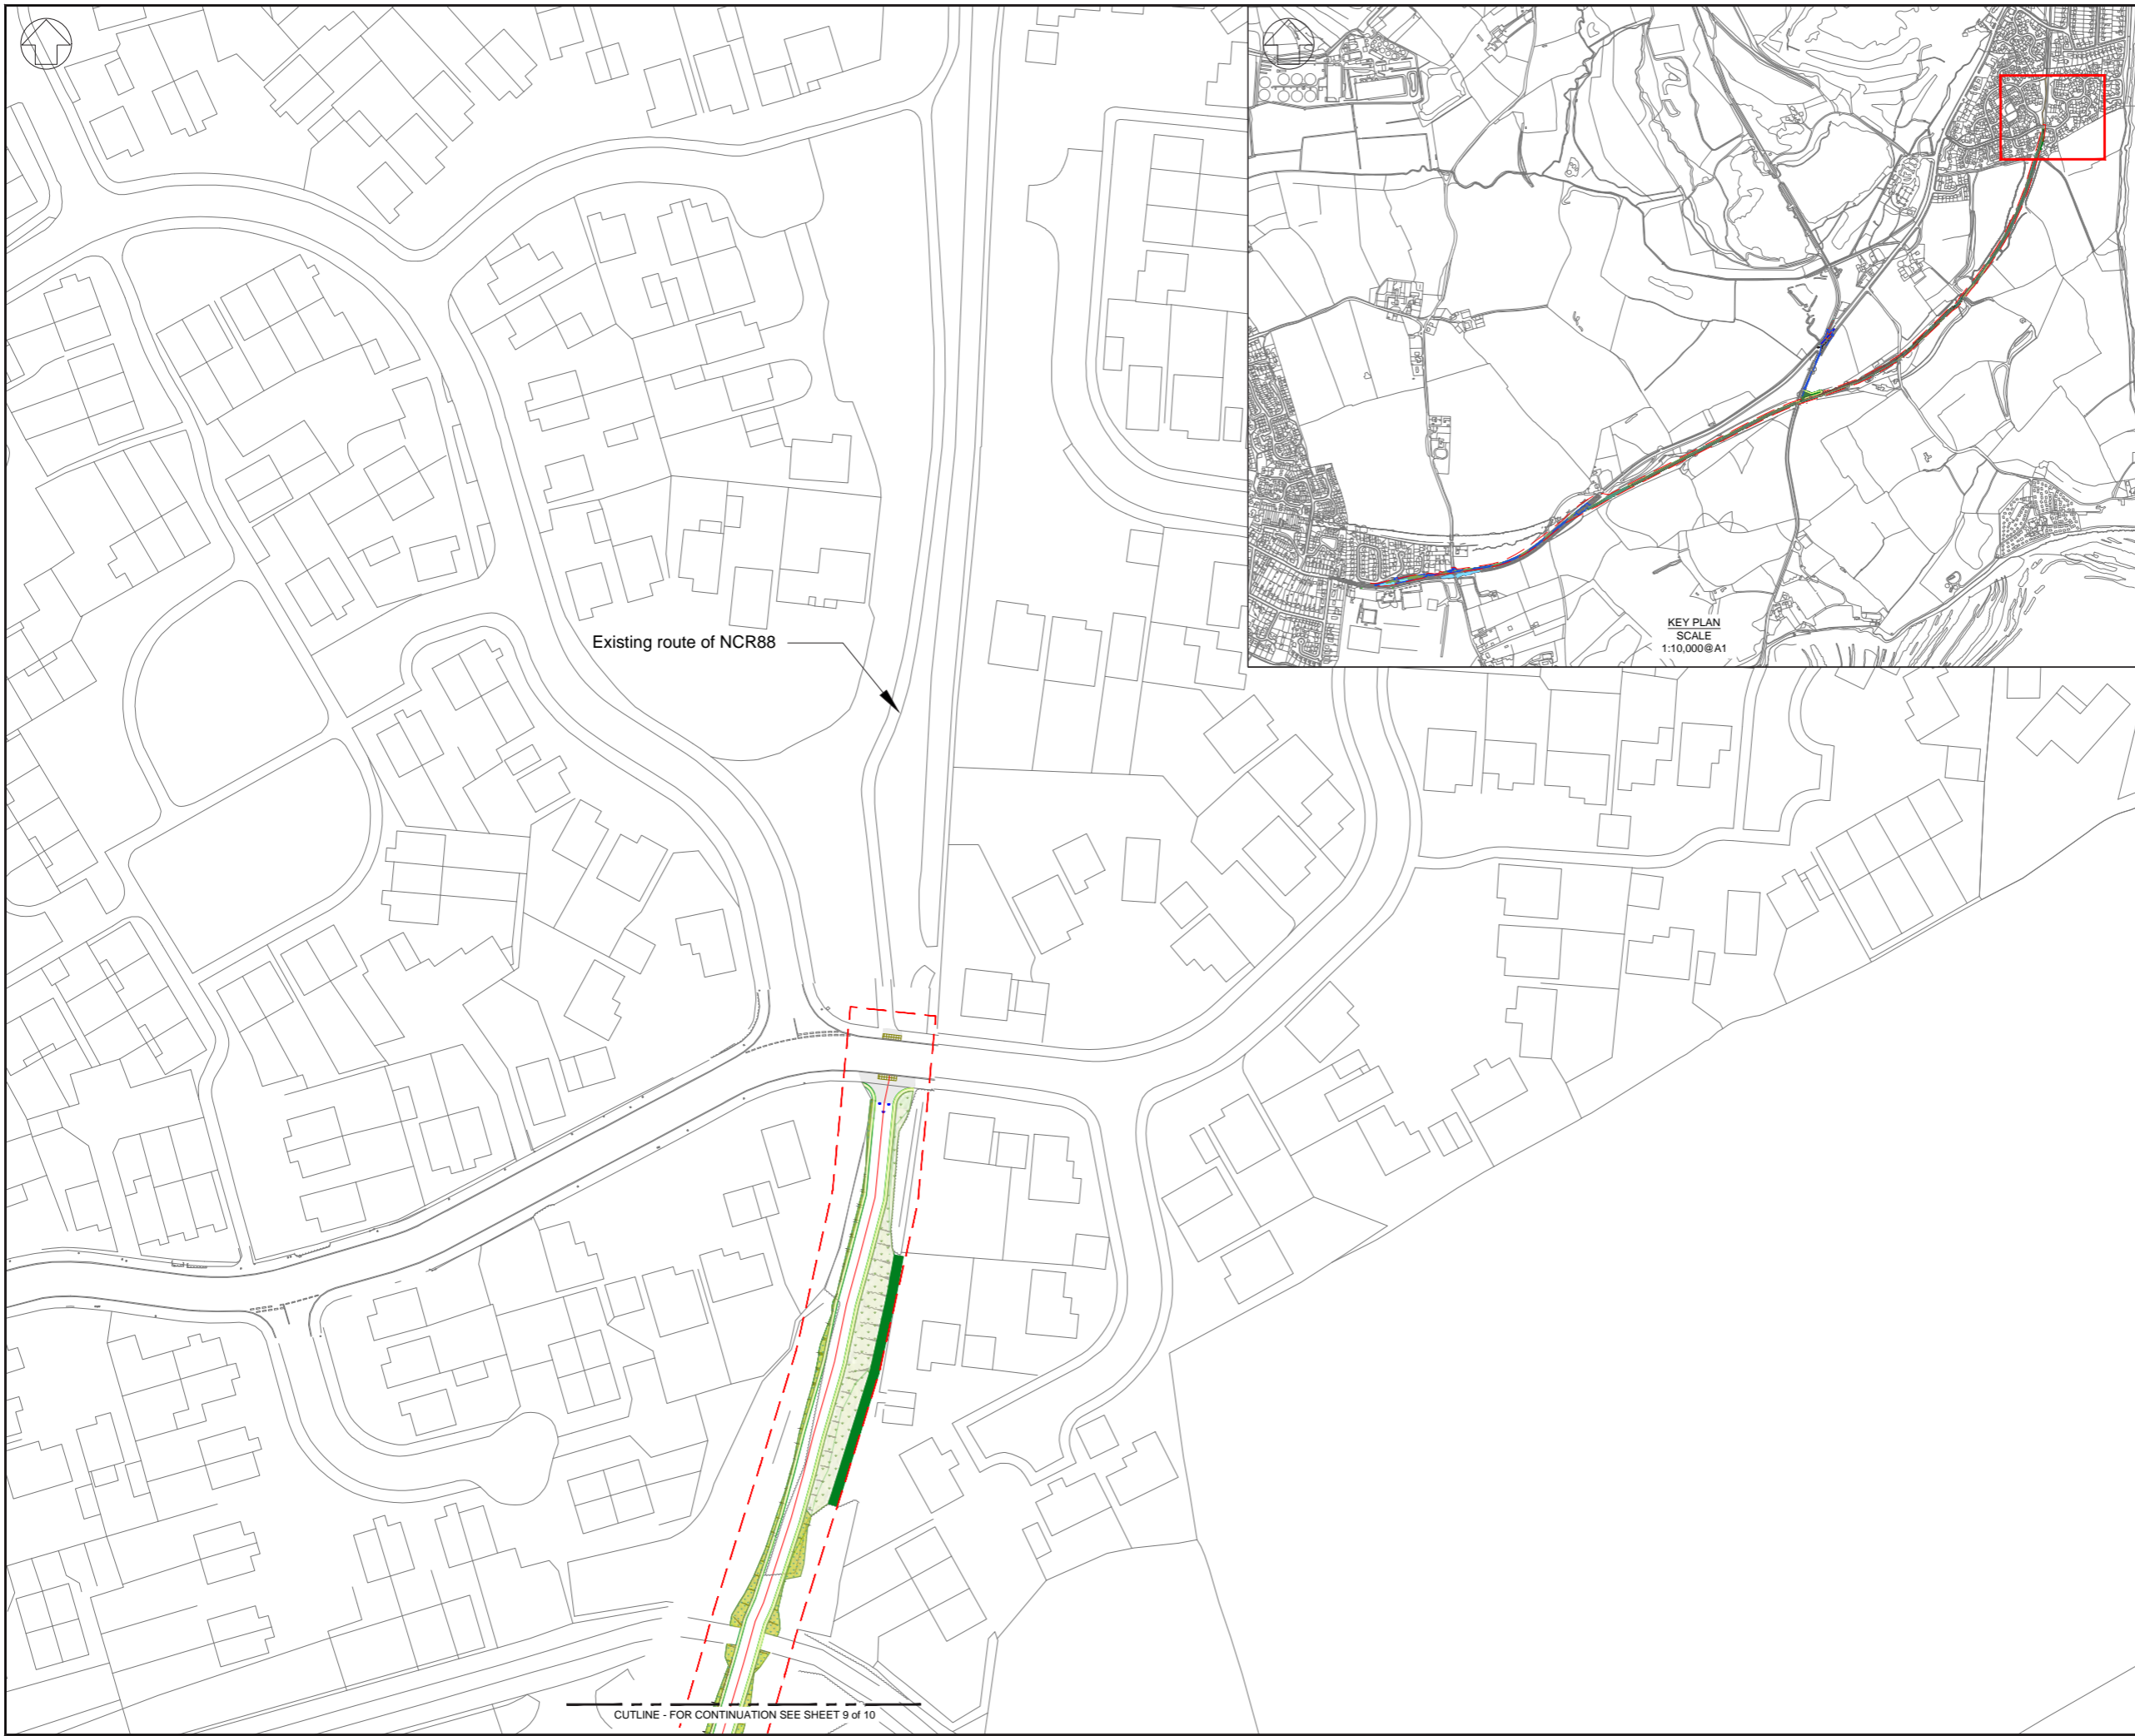 KEY PLAN
SCALE
1:10,000@A1
Existing route of NCR88
CUTLINE - FOR CONTINUATION SEE SHEET 9 of 10